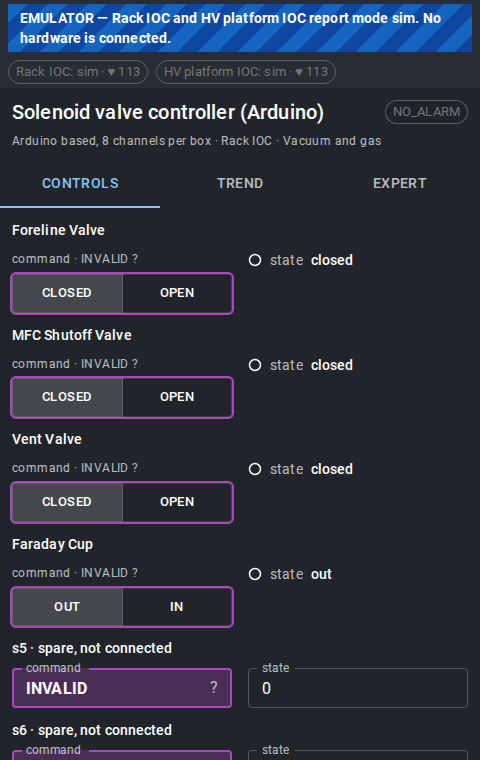 EMULATOR — Rack IOC and HV platform IOC report mode sim. No
hardware is connected.
Rack IOC: sim · ♥ 113
HV platform IOC: sim · ♥ 113
Solenoid valve controller (Arduino)
NO_ALARM
Arduino based, 8 channels per box · Rack IOC · Vacuum and gas
CONTROLS
TREND
EXPERT
Foreline Valve
command · INVALID ?
state closed
CLOSED
OPEN
MFC Shutoff Valve
command · INVALID ?
state closed
CLOSED
OPEN
Vent Valve
command · INVALID ?
state closed
CLOSED
OPEN
Faraday Cup
command · INVALID ?
state out
OUT
IN
s5 · spare, not connected
command
INVALID ?
state
0
s6 · spare, not connected
command
state